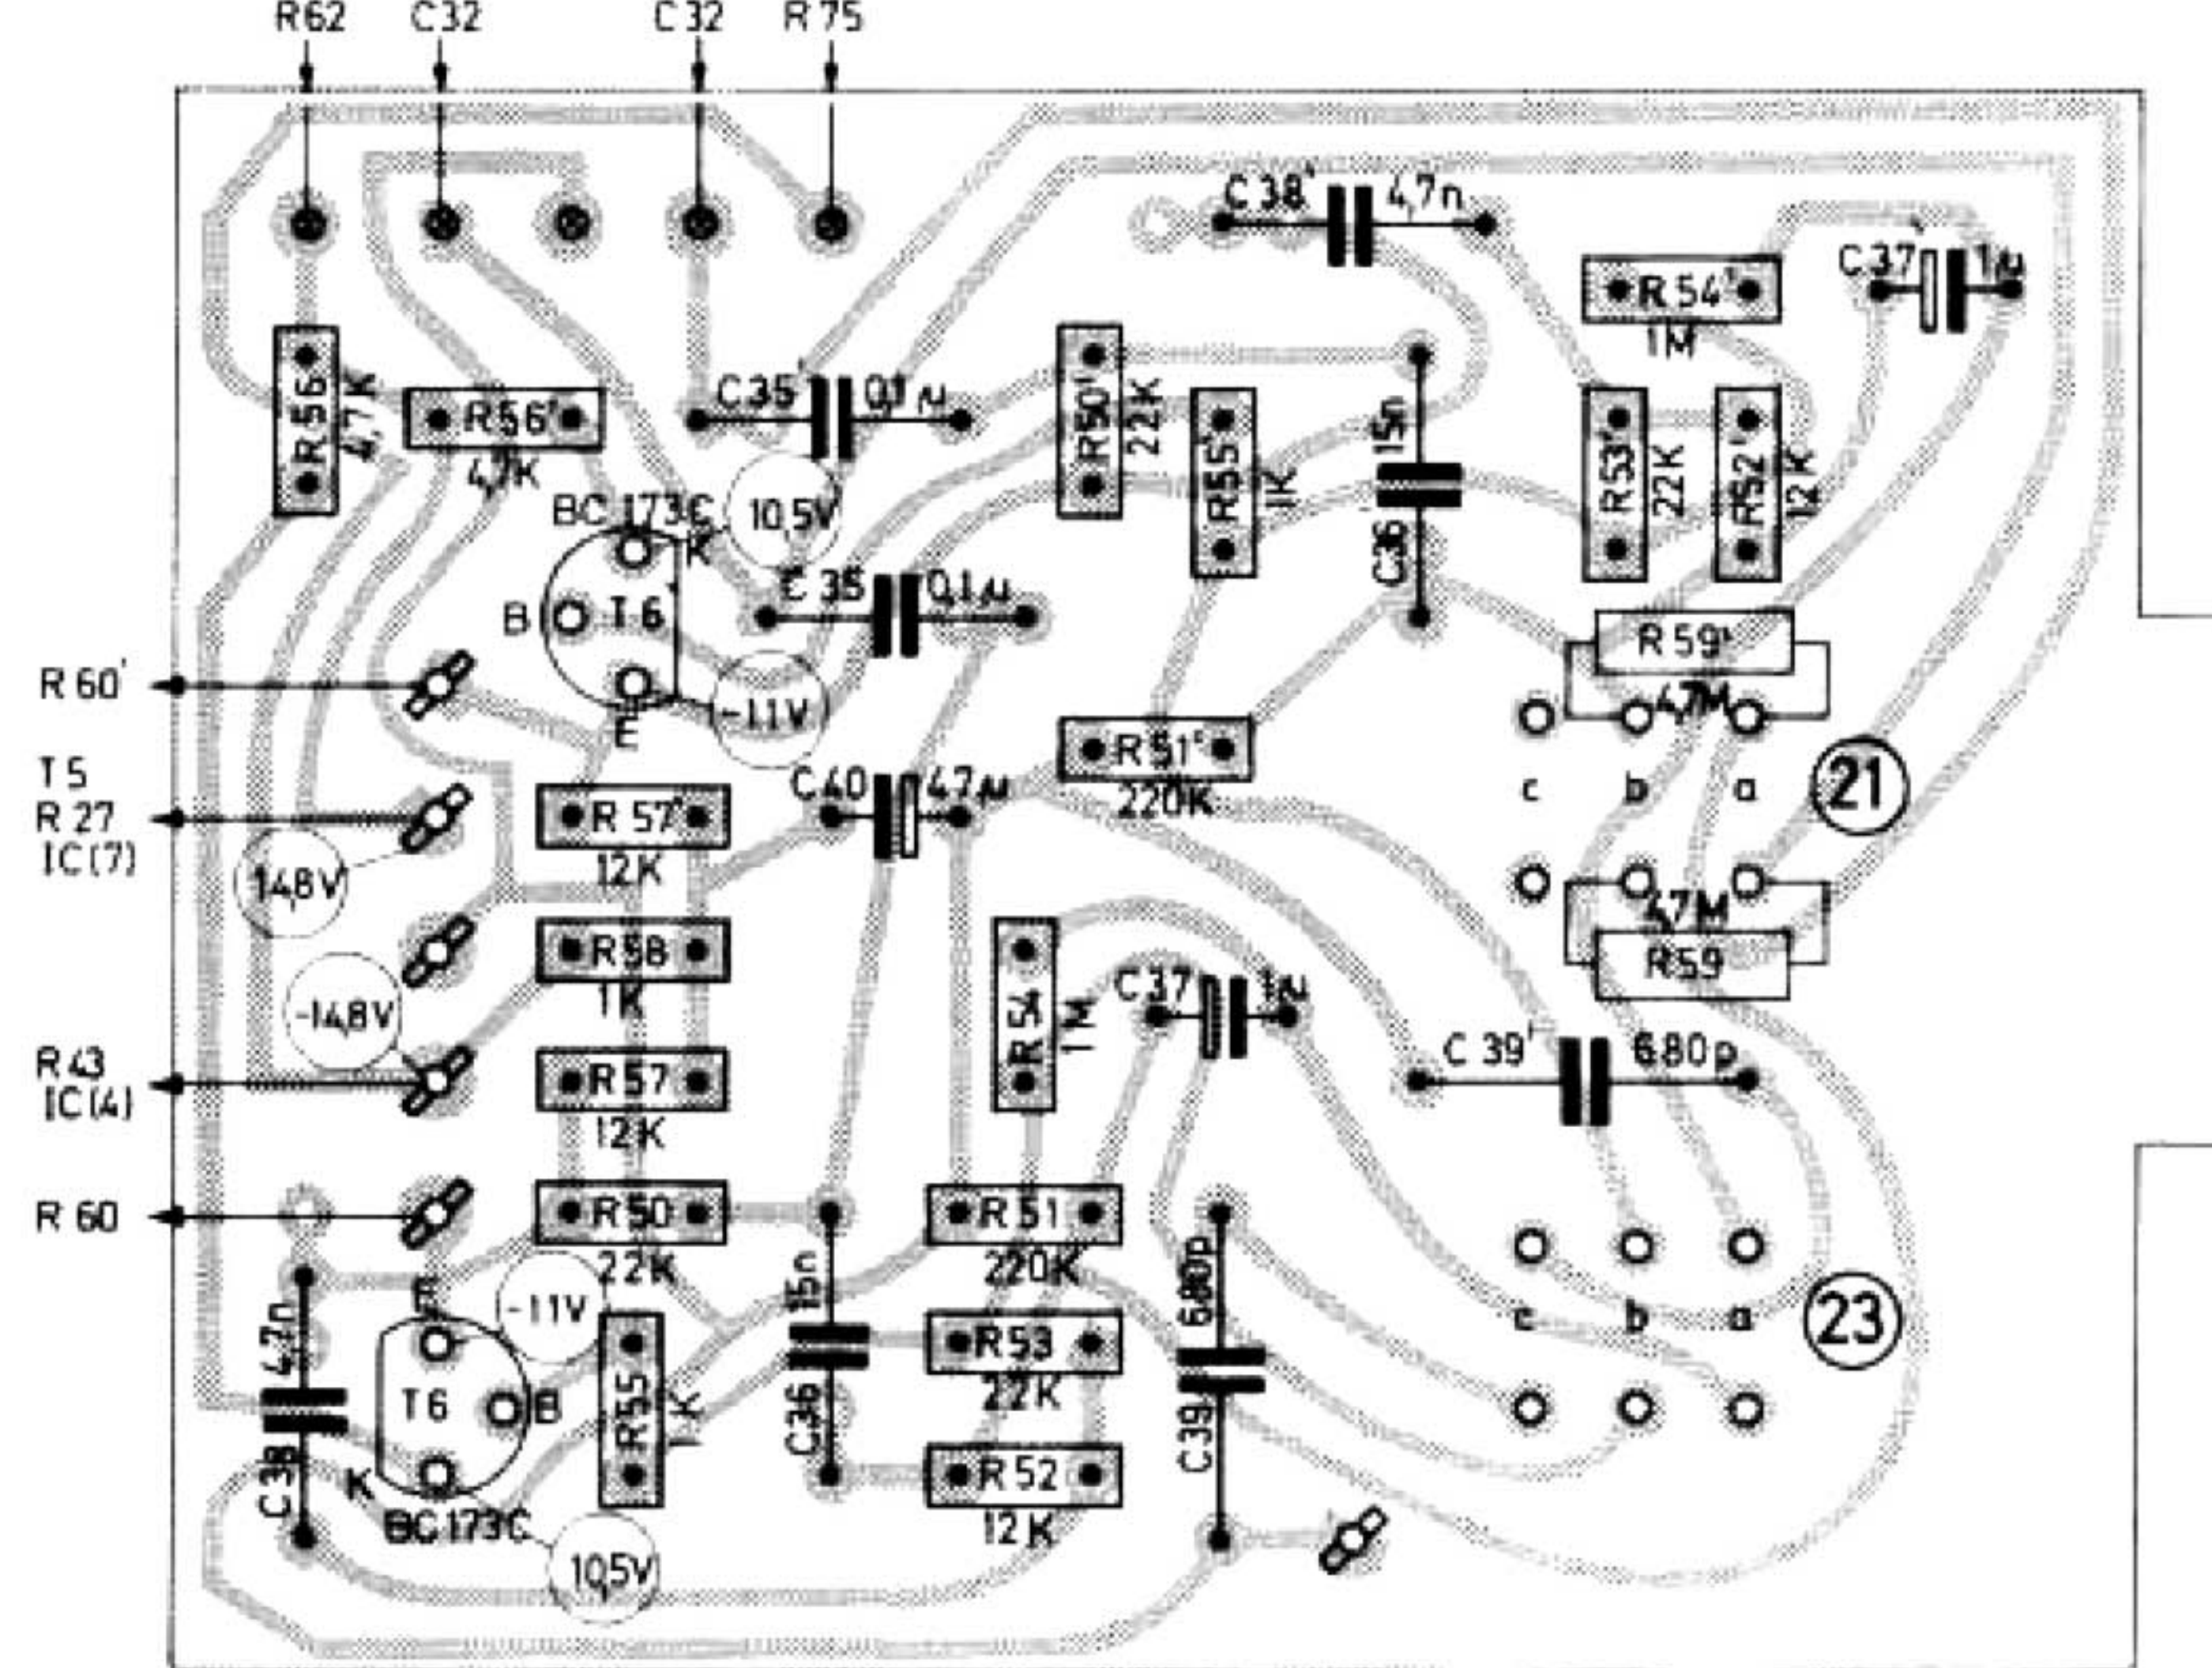 R62 C32 C32 R75
C38' 4,7n
C37' 1µ
R54'
1M
R56
4,7K
R56'
4,7K
C35' 0,1µ
R50'
22K
R55'
1K
15n
C36'
R53'
22K
R52'
12K
BC 173C
10,5V
K
B
T6'
E
-11V
C35 0,1µ
R59'
4,7M
R60'
R51'
220K
c b a
21
T5
R27
IC(7)
14,8V
C40 47µ
R57'
12K
4,7M
R59
R58
1K
-14,8V
R54
1M
C37 1µ
C39' 680p
R43
IC(4)
R57
12K
R60
R50
22K
R51
220K
680p
C39
c b a
23
15n
C36
R53
22K
R52
12K
4,7n
C38
E
-11V
T6
B
K
BC 173C
10,5V
R55
1K